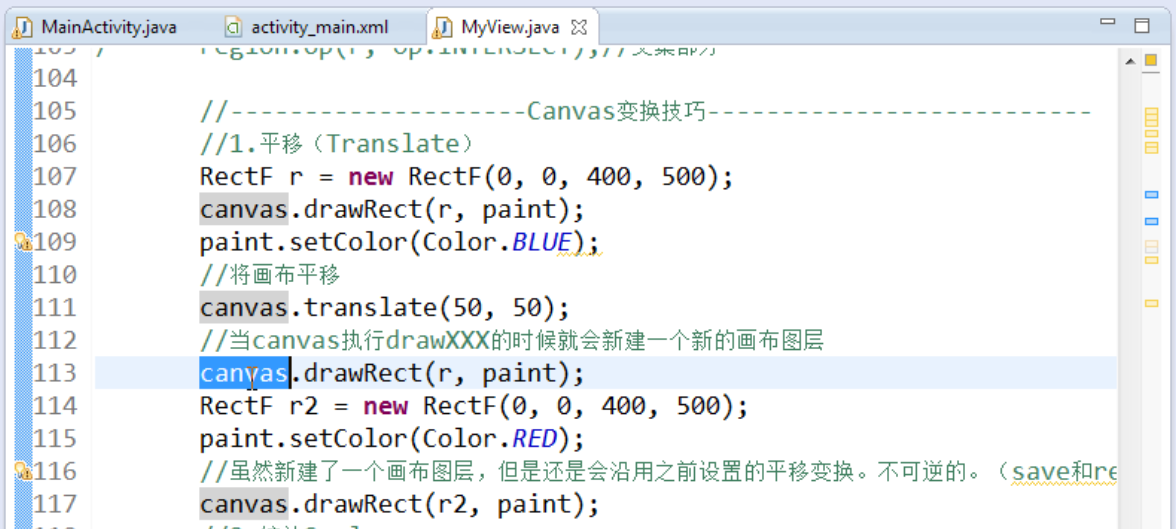 MainActivity.java activity_main.xml MyView.java
103 / region.op(r, Op.INTERSECT);//交集部分
104
105 //--------------------Canvas变换技巧--------------------------
106 //1.平移（Translate）
107 RectF r = new RectF(0, 0, 400, 500);
108 canvas.drawRect(r, paint);
109 paint.setColor(Color.BLUE);
110 //将画布平移
111 canvas.translate(50, 50);
112 //当canvas执行drawXXX的时候就会新建一个新的画布图层
113 canvas.drawRect(r, paint);
114 RectF r2 = new RectF(0, 0, 400, 500);
115 paint.setColor(Color.RED);
116 //虽然新建了一个画布图层，但是还是会沿用之前设置的平移变换。不可逆的。（save和re
117 canvas.drawRect(r2, paint);